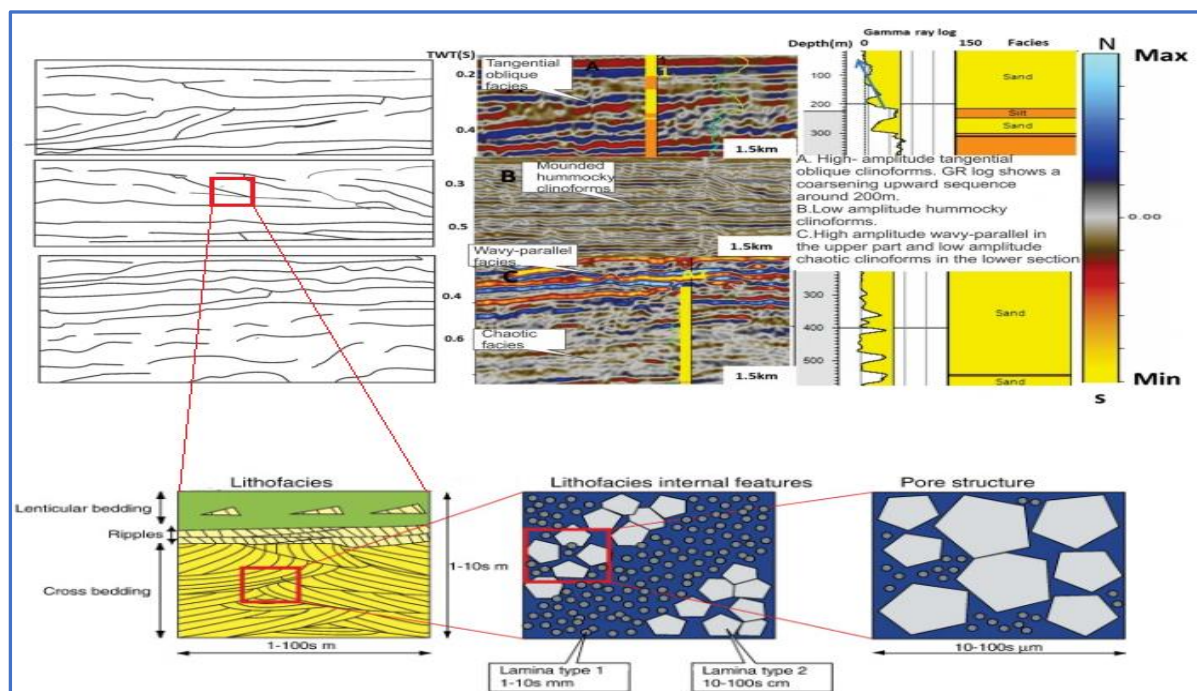 TWT(S)
0.2
0.4
Tangential
oblique
facies
A
1
1.5km
Gamma ray log
Depth(m) 0 150 Facies
100
200
300
Sand
Silt
Sand
N
Max
0.00
Min
S
0.3
0.5
B
Mounded
hummocky
clinoforms
1.5km
A. High- amplitude tangential
oblique clinoforms. GR log shows a
coarsening upward sequence
around 200m.
B.Low amplitude hummocky
clinoforms.
C.High amplitude wavy-parallel in
the upper part and low amplitude
chaotic clinoforms in the lower section
0.4
0.6
Wavy-parallel
facies
C
Chaotic
facies
1.5km
300
400
500
Sand
Sand
Lithofacies
Lenticular bedding
Ripples
Cross bedding
1-10s m
1-100s m
Lithofacies internal features
Lamina type 1
1-10s mm
Lamina type 2
10-100s cm
Pore structure
10-100s µm